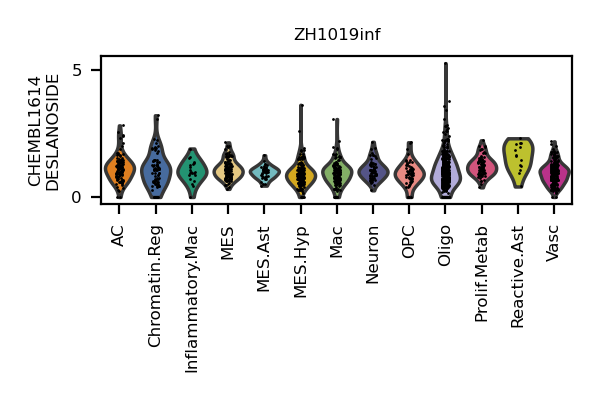 ZH1019inf
CHEMBL1614
DESLANOSIDE
5
0
AC
Chromatin.Reg
Inflammatory.Mac
MES
MES.Ast
MES.Hyp
Mac
Neuron
OPC
Oligo
Prolif.Metab
Reactive.Ast
Vasc